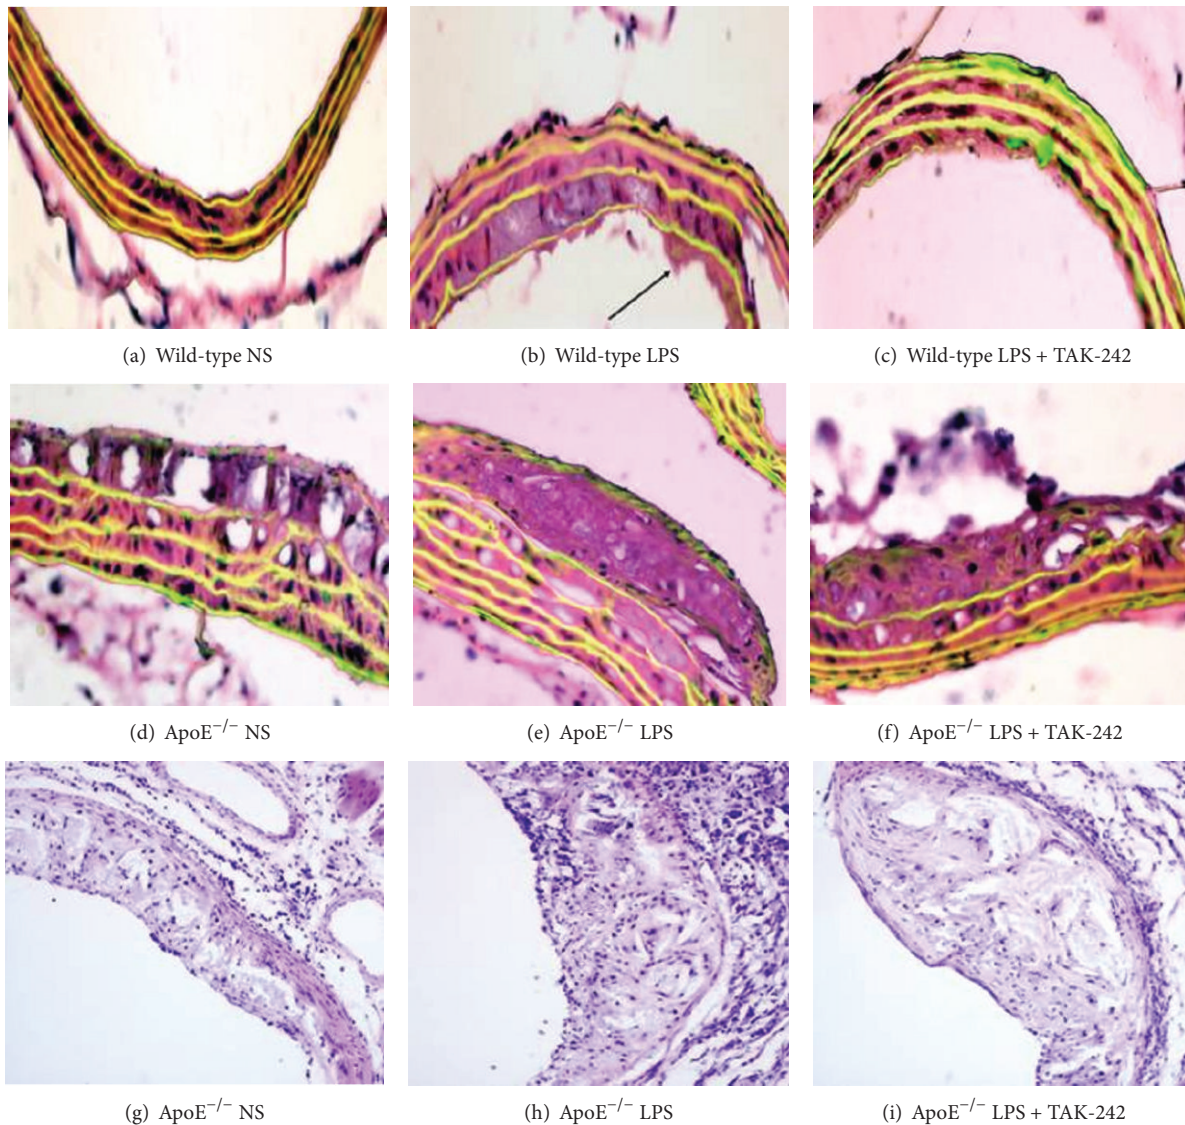 (a) Wild-type NS
(b) Wild-type LPS
(c) Wild-type LPS + TAK-242
(d) ApoE−/− NS
(e) ApoE−/− LPS
(f) ApoE−/− LPS + TAK-242
(g) ApoE−/− NS
(h) ApoE−/− LPS
(i) ApoE−/− LPS + TAK-242